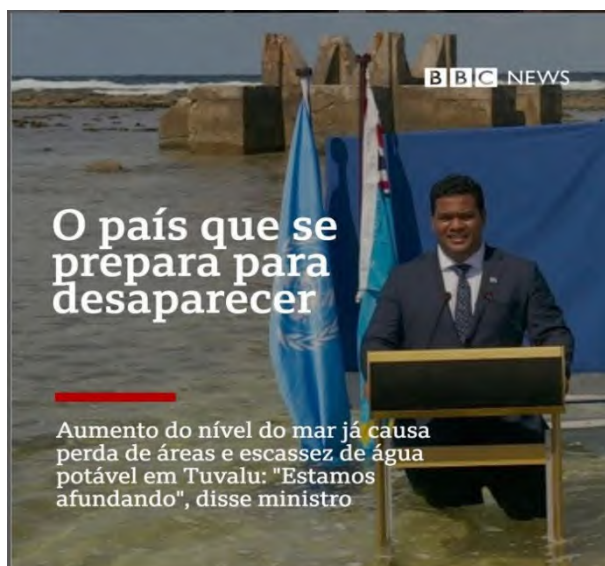 BBC NEWS
O país que se
prepara para
desaparecer
Aumento do nível do mar já causa
perda de áreas e escassez de água
potável em Tuvalu: "Estamos
afundando", disse ministro